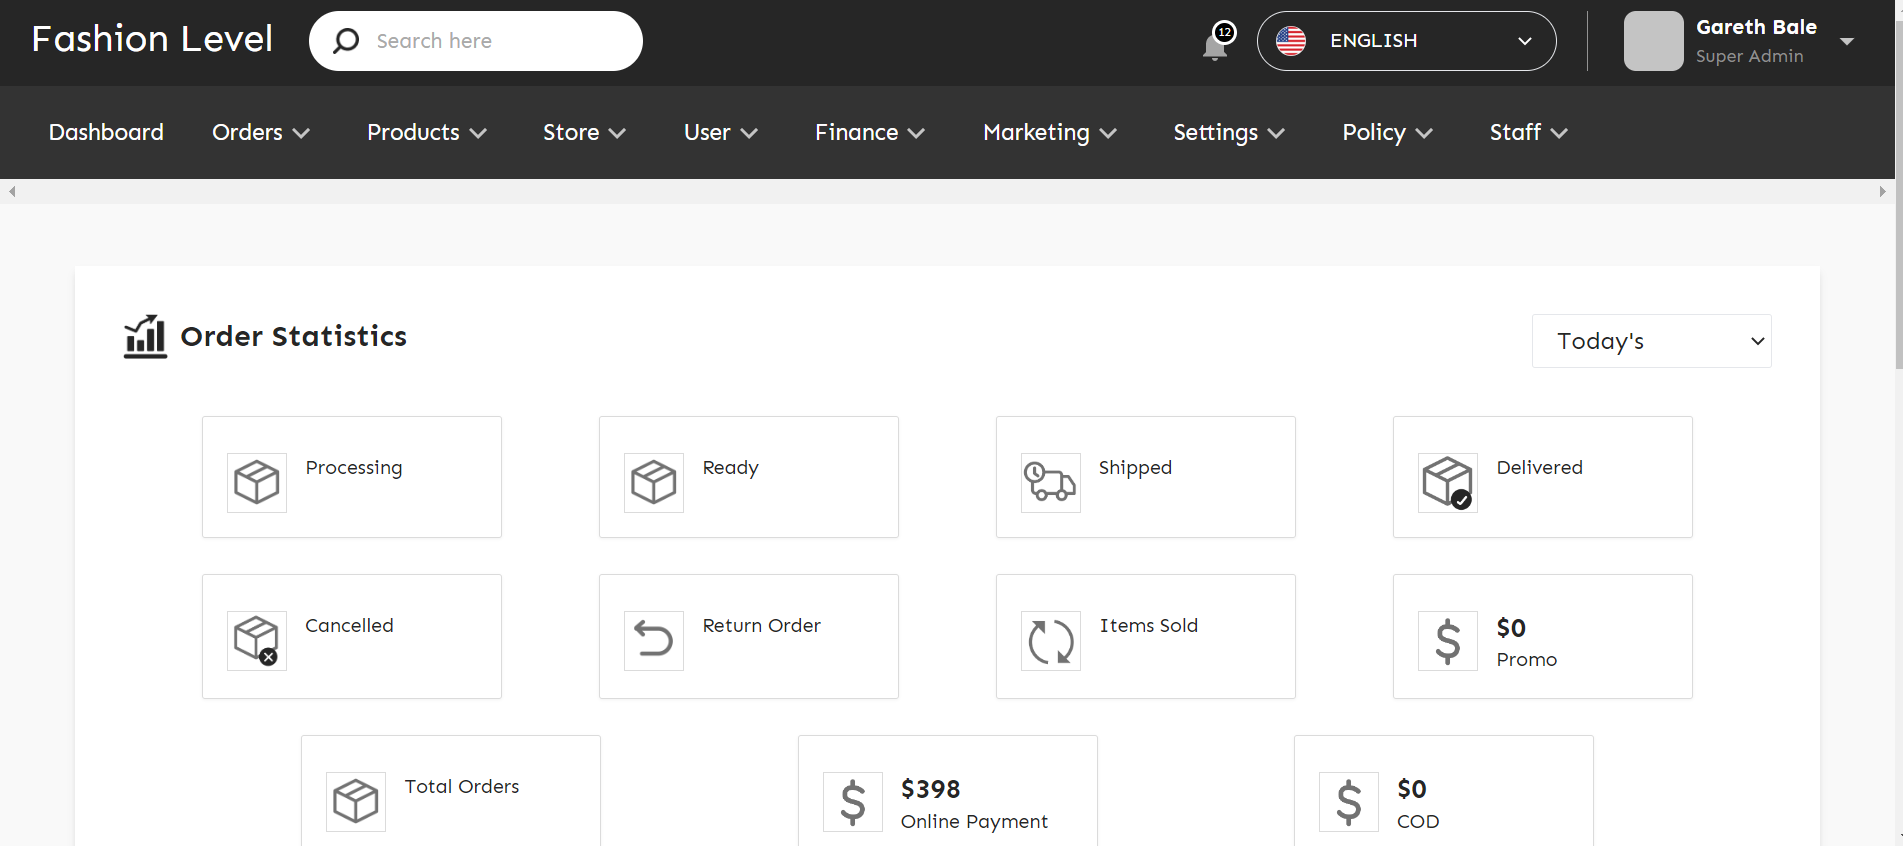 Fashion Level
Search here
12
ENGLISH
Gareth Bale
Super Admin
Dashboard
Orders
Products
Store
User
Finance
Marketing
Settings
Policy
Staff
Order Statistics
Today's
Processing
Ready
Shipped
Delivered
Cancelled
Return Order
Items Sold
$0
Promo
Total Orders
$398
Online Payment
$0
COD